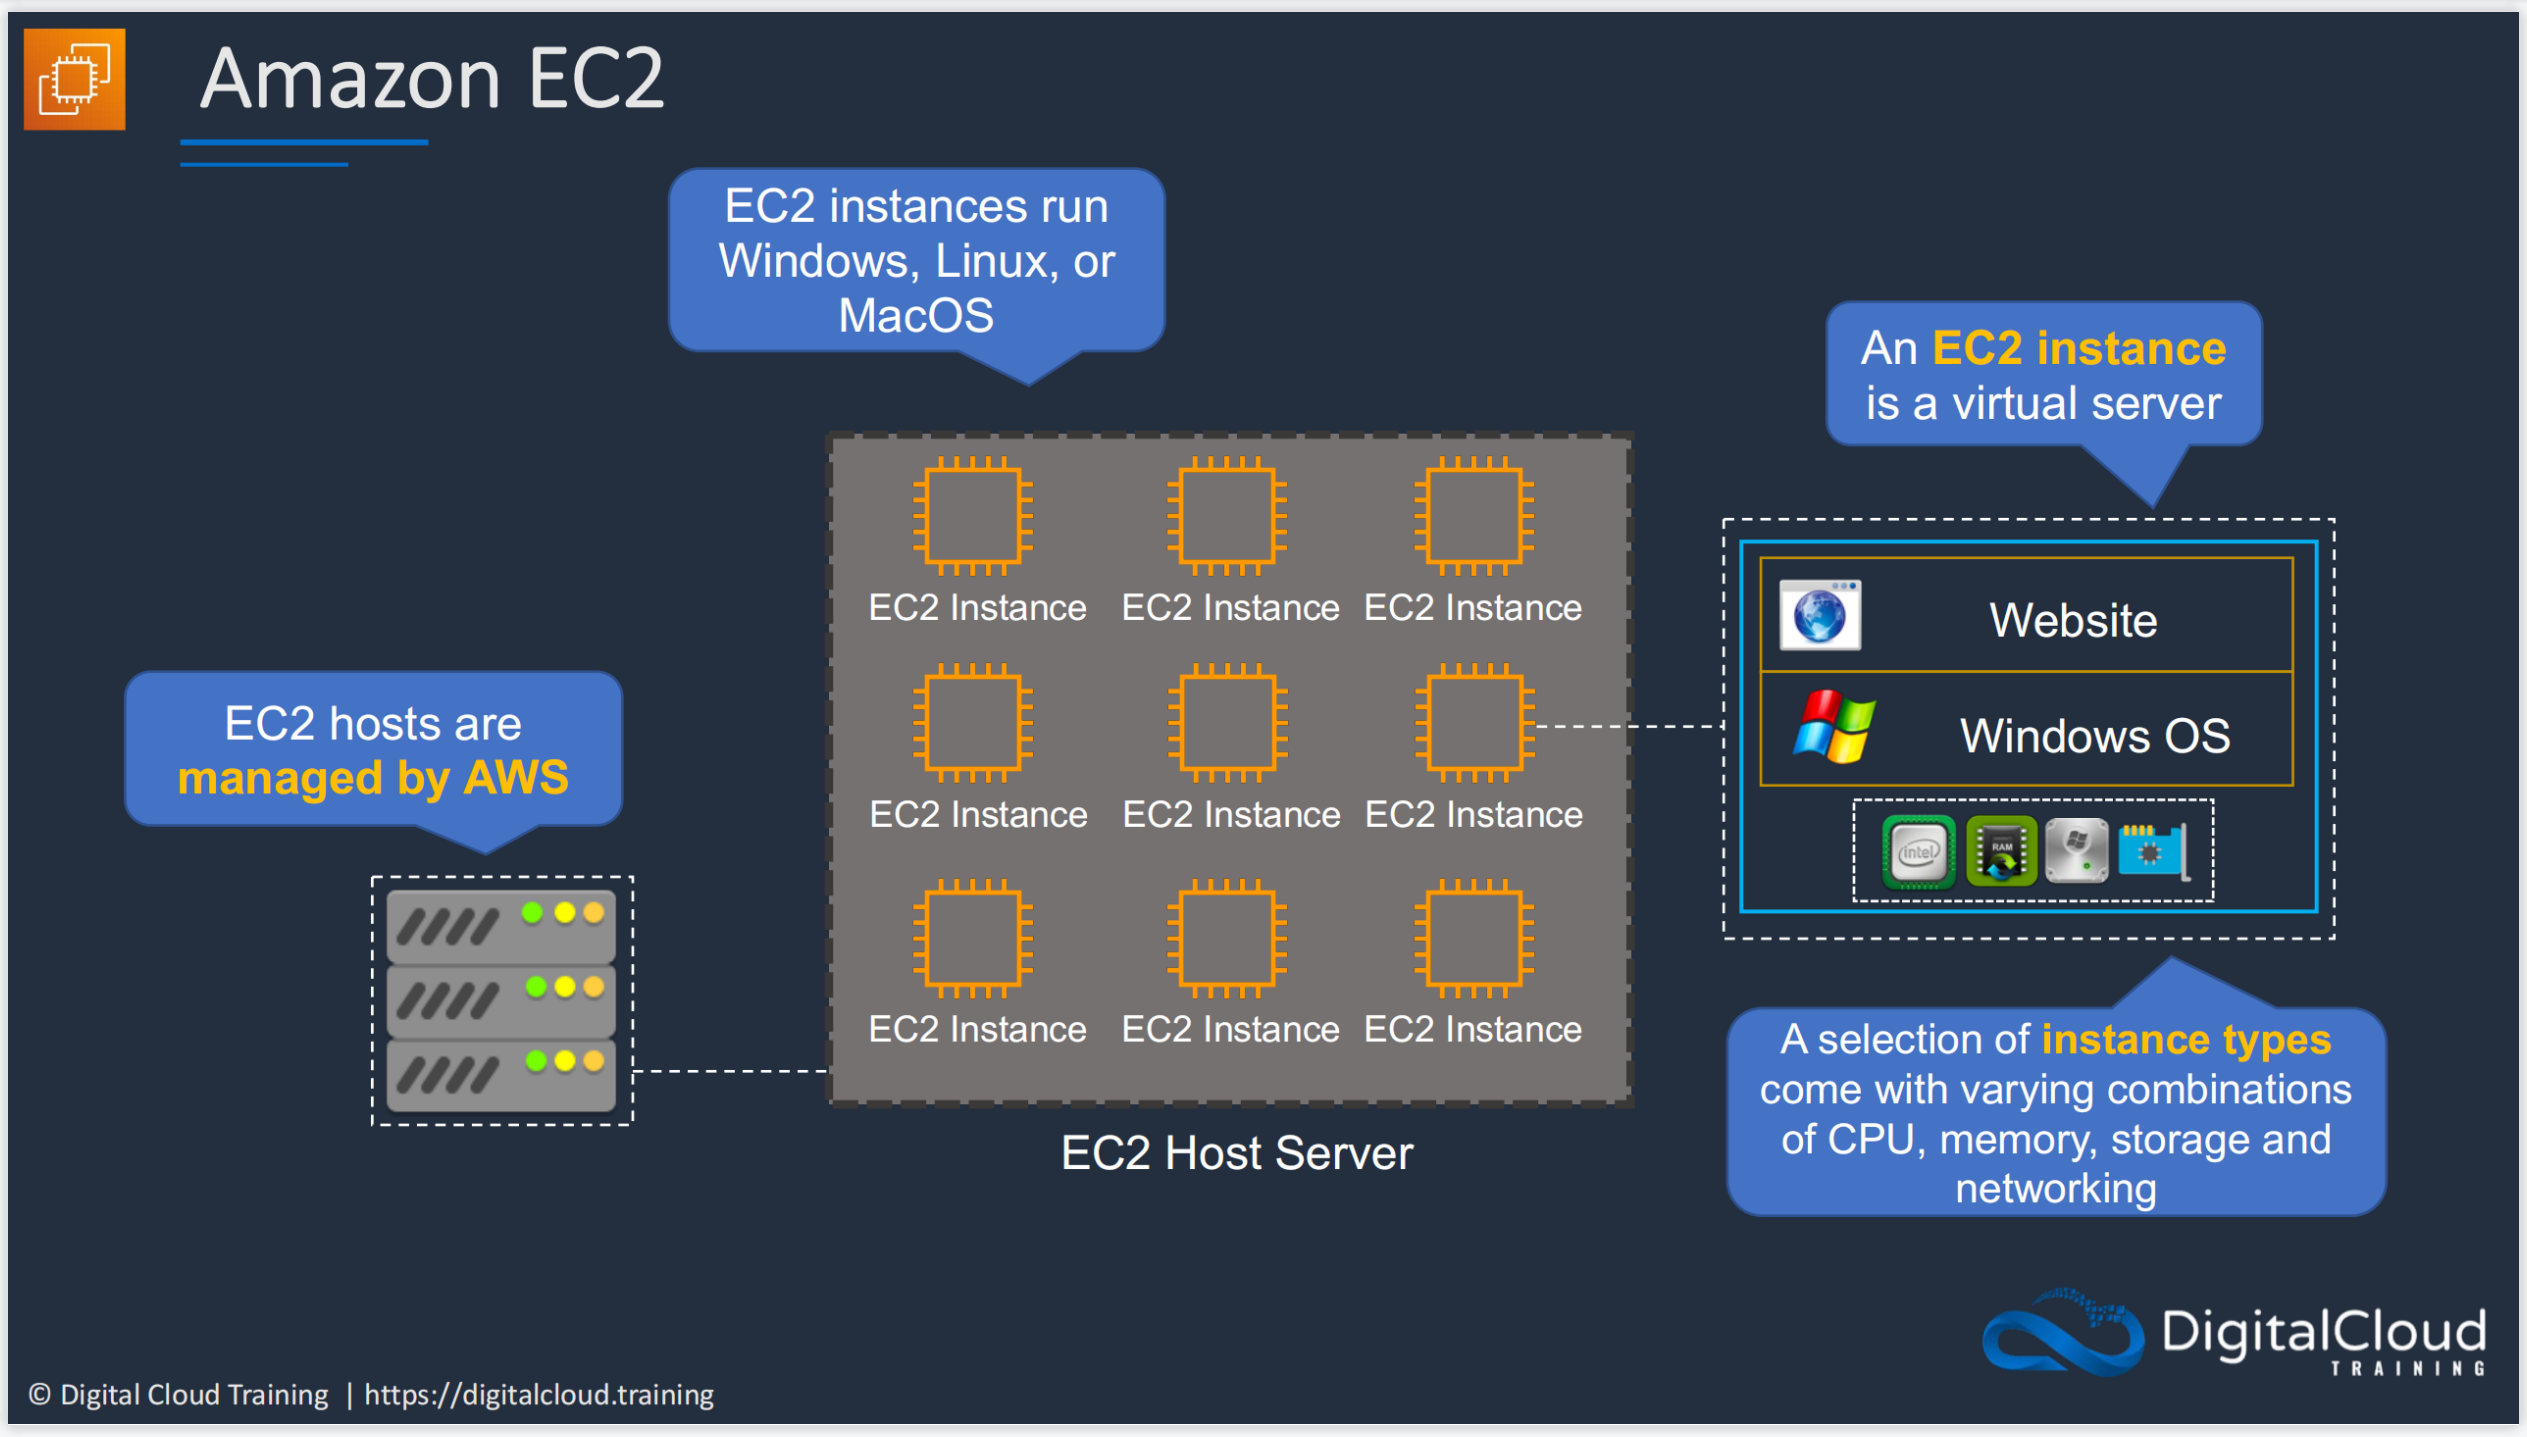 Amazon EC2
EC2 instances run
Windows, Linux, or
MacOS
An EC2 instance
is a virtual server
EC2 Instance EC2 Instance EC2 Instance
Website
EC2 hosts are
managed by AWS
Windows OS
EC2 Instance EC2 Instance EC2 Instance
intel
RAM
EC2 Instance EC2 Instance EC2 Instance
EC2 Host Server
A selection of instance types
come with varying combinations
of CPU, memory, storage and
networking
DigitalCloud
TRAINING
© Digital Cloud Training | https://digitalcloud.training